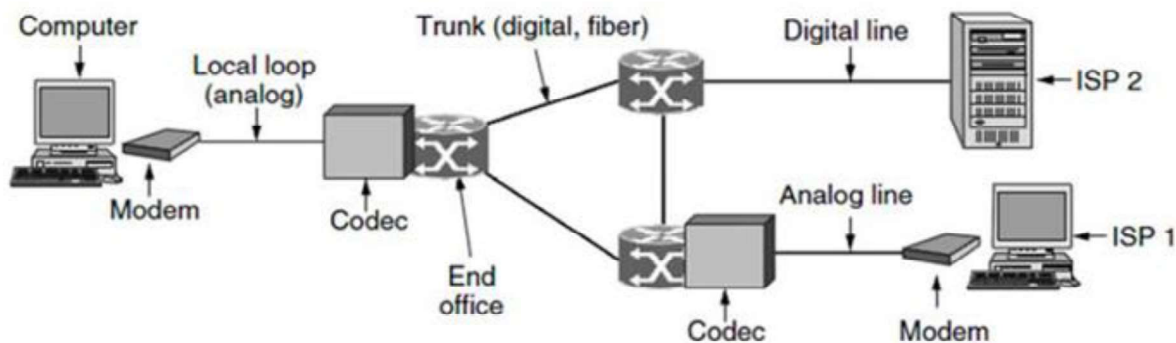 Computer
Trunk (digital, fiber)
Digital line
Local loop
(analog)
ISP 2
Modem
Codec
Analog line
ISP 1
End
office
Codec
Modem